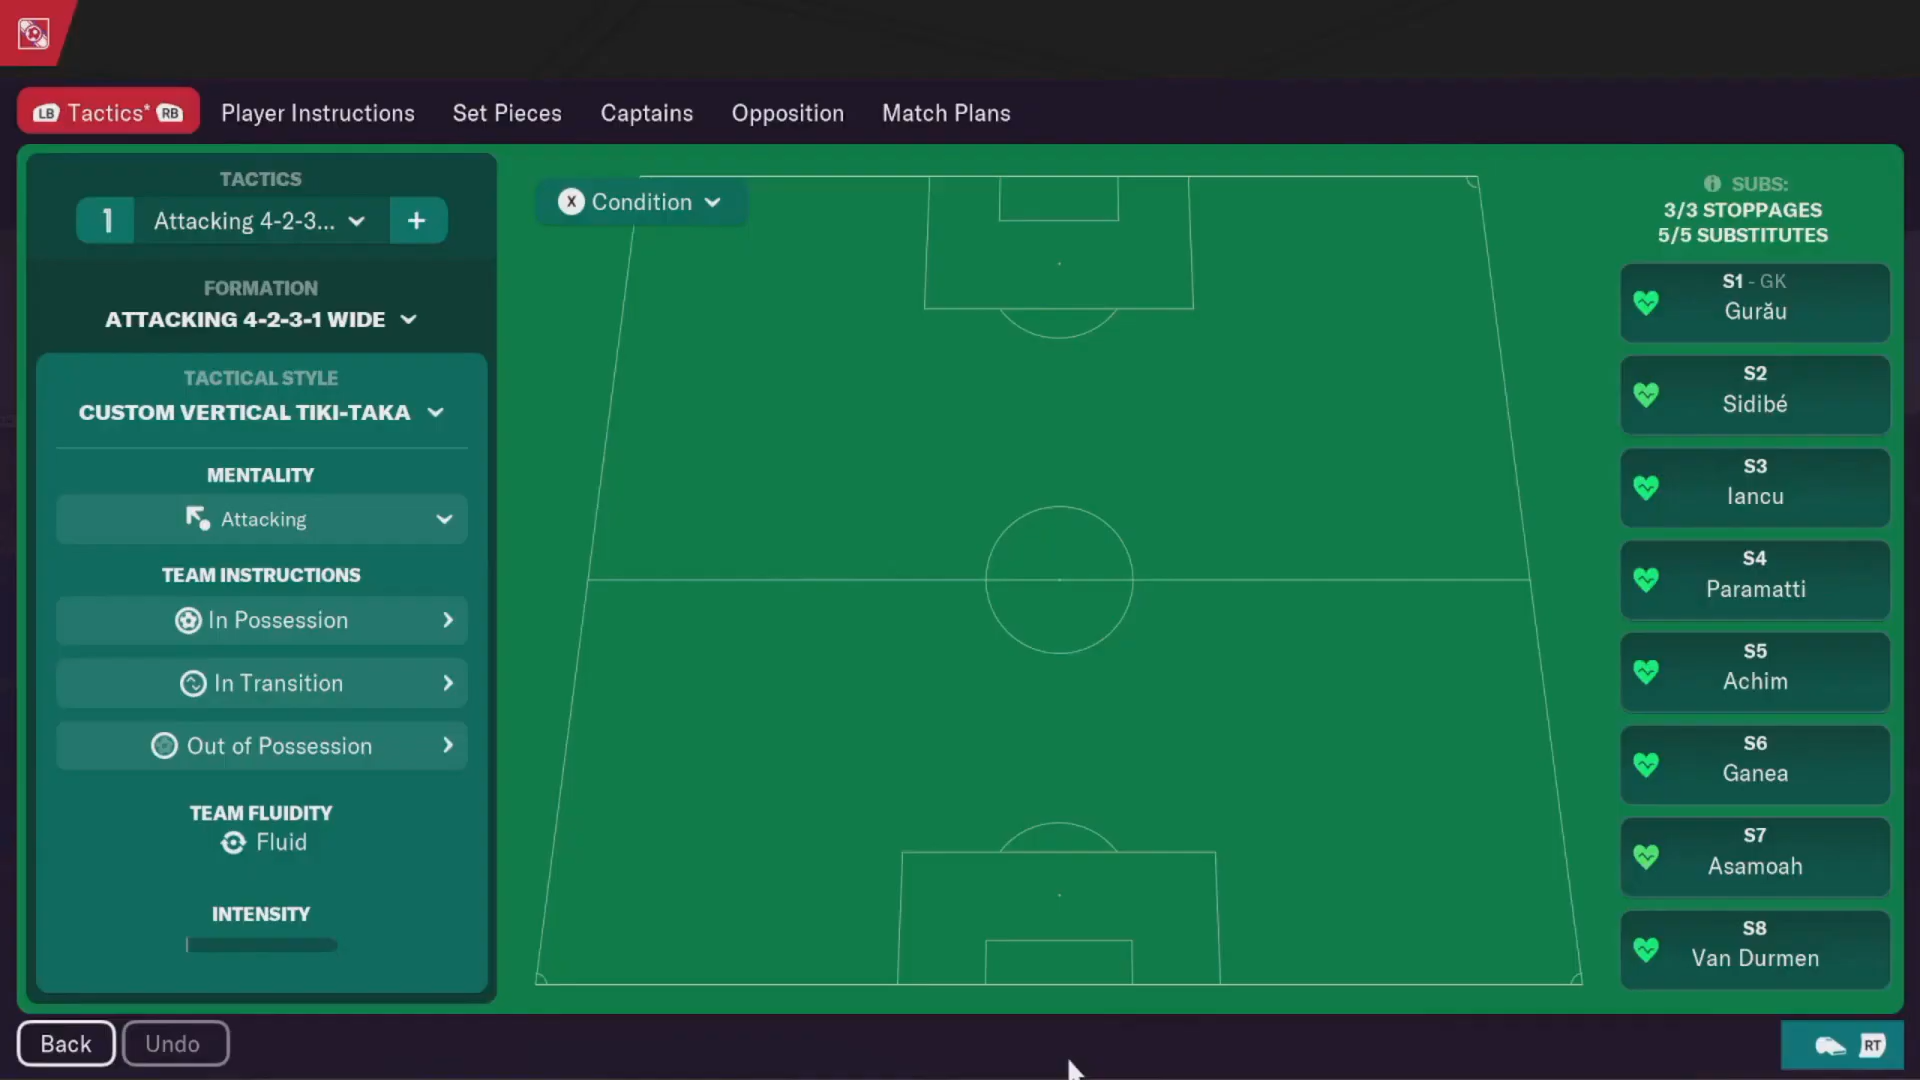 LB Tactics* RB
Player Instructions
Set Pieces
Captains
Opposition
Match Plans
TACTICS
1
Attacking 4-2-3...
+
FORMATION
ATTACKING 4-2-3-1 WIDE
TACTICAL STYLE
CUSTOM VERTICAL TIKI-TAKA
MENTALITY
Attacking
TEAM INSTRUCTIONS
In Possession
In Transition
Out of Possession
TEAM FLUIDITY
Fluid
INTENSITY
X Condition
SUBS:
3/3 STOPPAGES
5/5 SUBSTITUTES
S1 - GK
Gurău
S2
Sidibé
S3
Iancu
S4
Paramatti
S5
Achim
S6
Ganea
S7
Asamoah
S8
Van Durmen
Back
Undo
RT